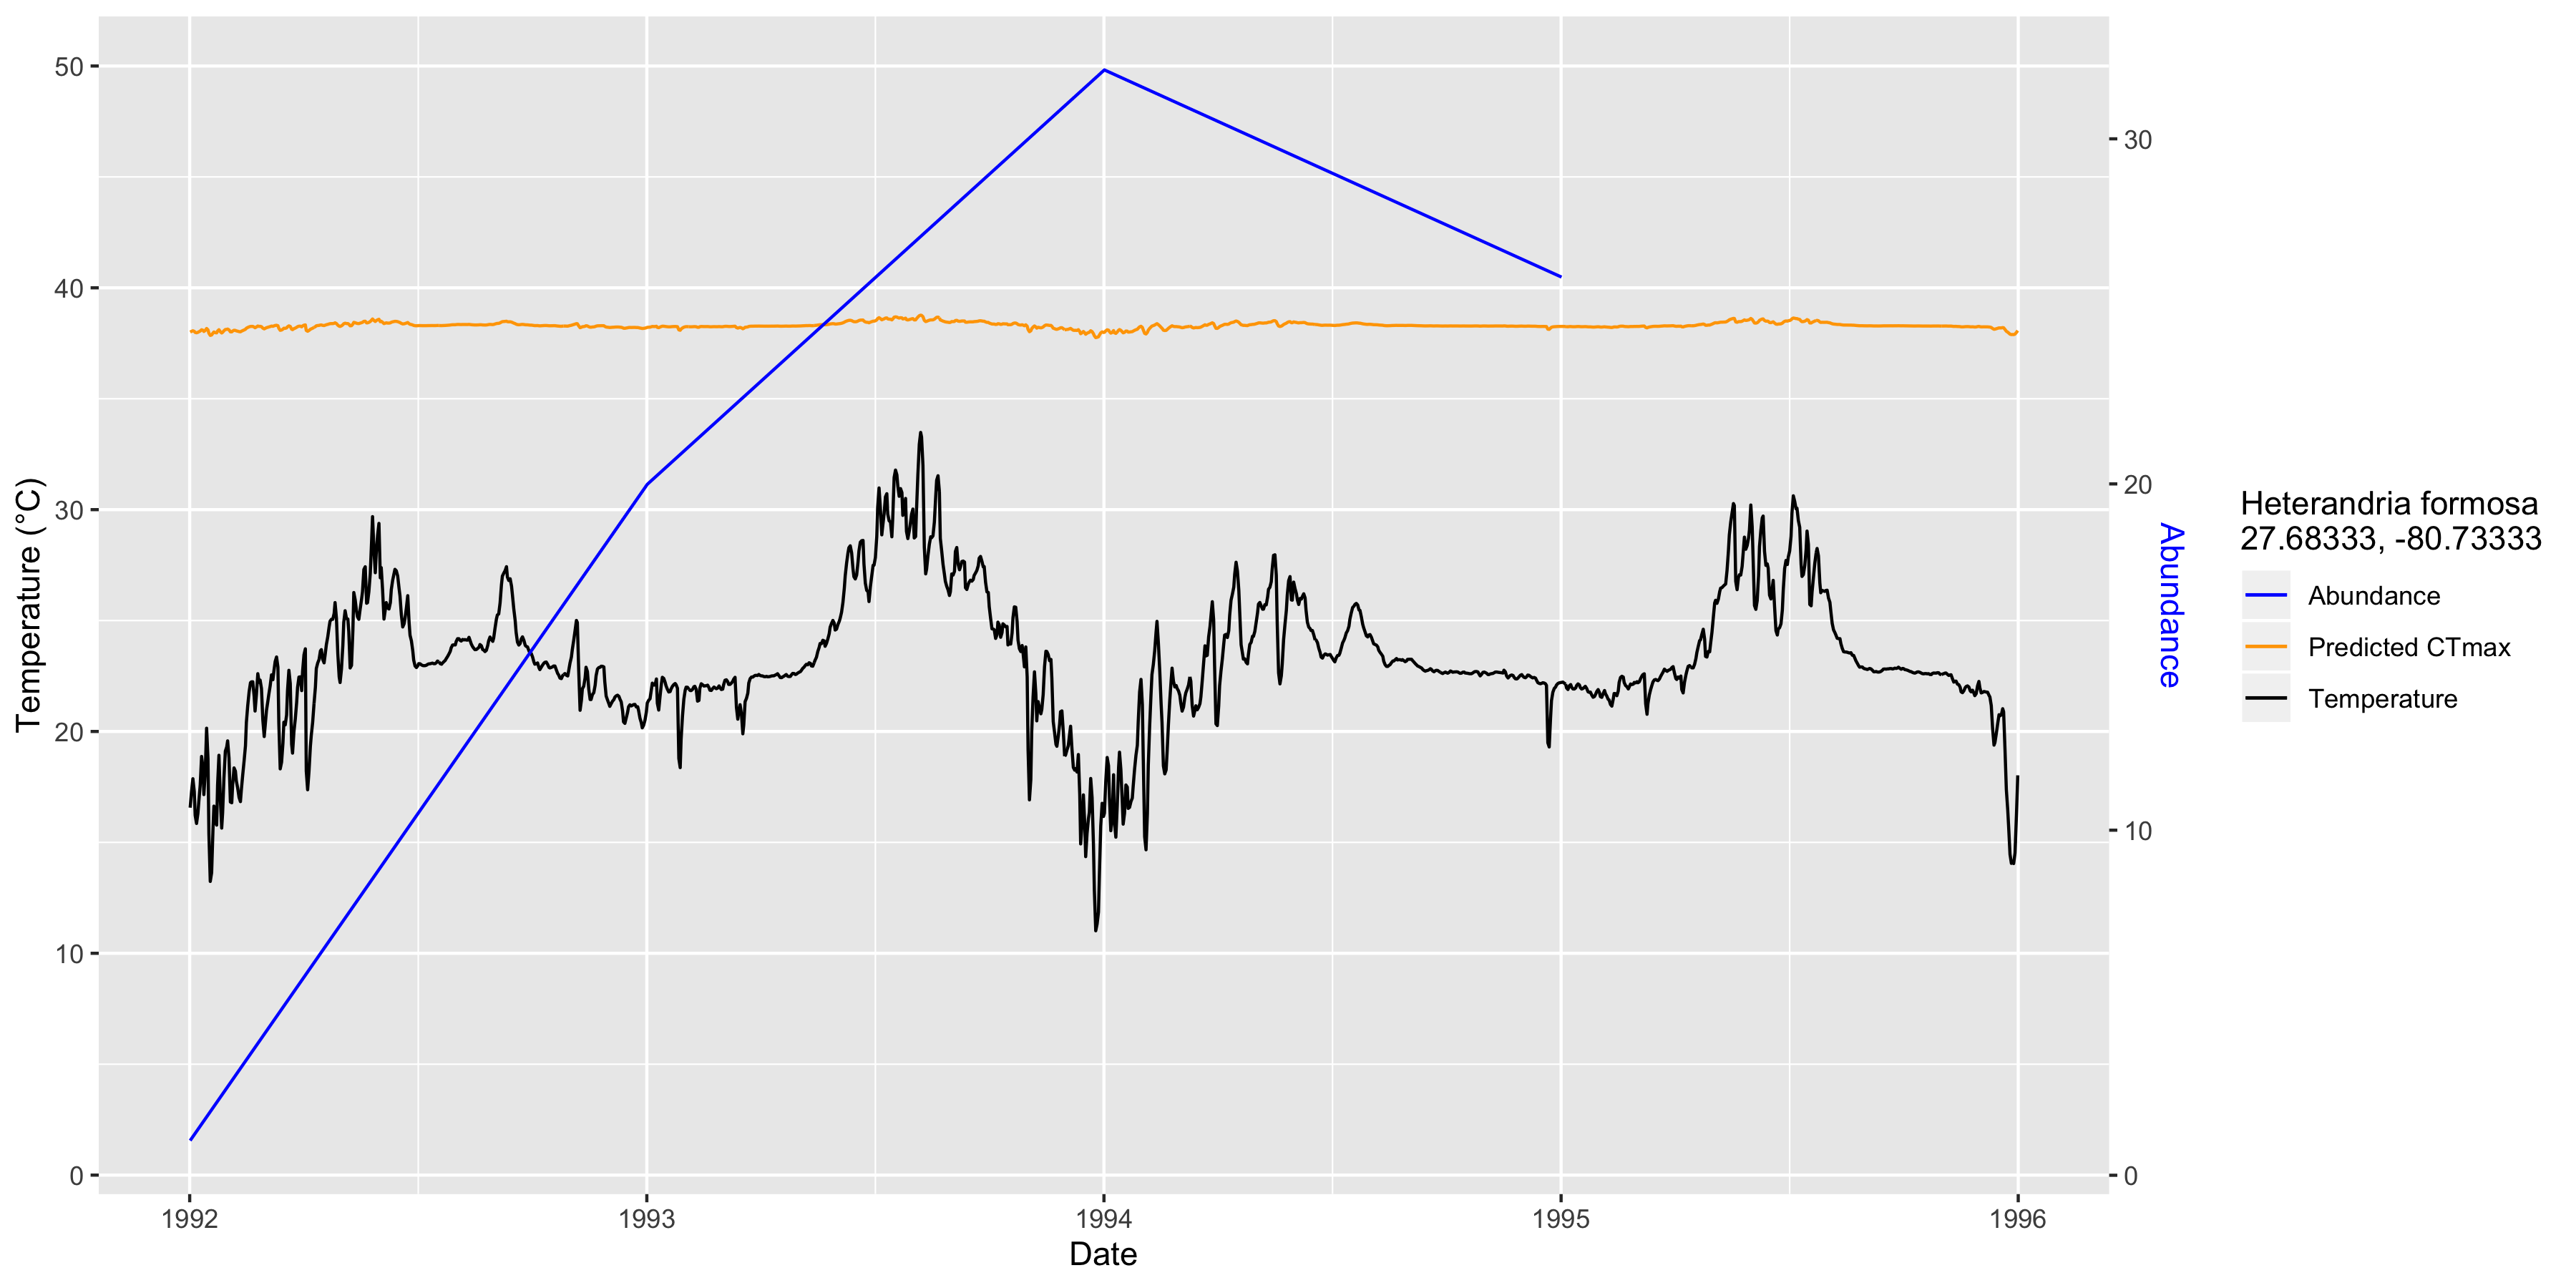 50
40
30
20
10
0
Temperature (°C)
1992
1993
1994
1995
1996
Date
30
20
10
0
Abundance
Heterandria formosa
27.68333, -80.73333
Abundance
Predicted CTmax
Temperature